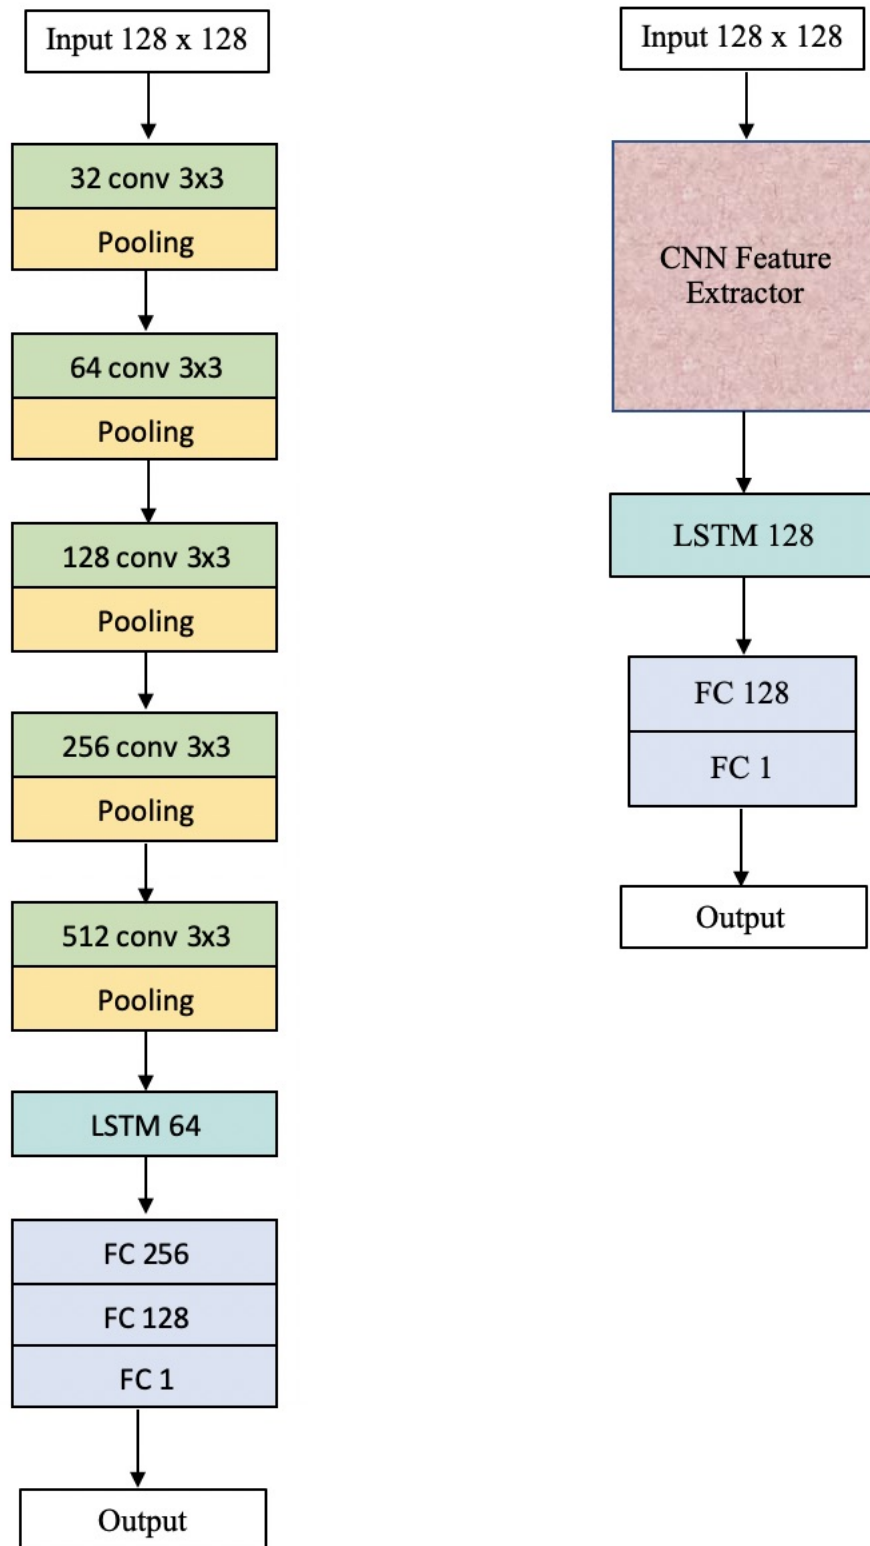 Input 128 x 128
32 conv 3x3
Pooling
64 conv 3x3
Pooling
128 conv 3x3
Pooling
256 conv 3x3
Pooling
512 conv 3x3
Pooling
LSTM 64
FC 256
FC 128
FC 1
Output
Input 128 x 128
CNN Feature
Extractor
LSTM 128
FC 128
FC 1
Output